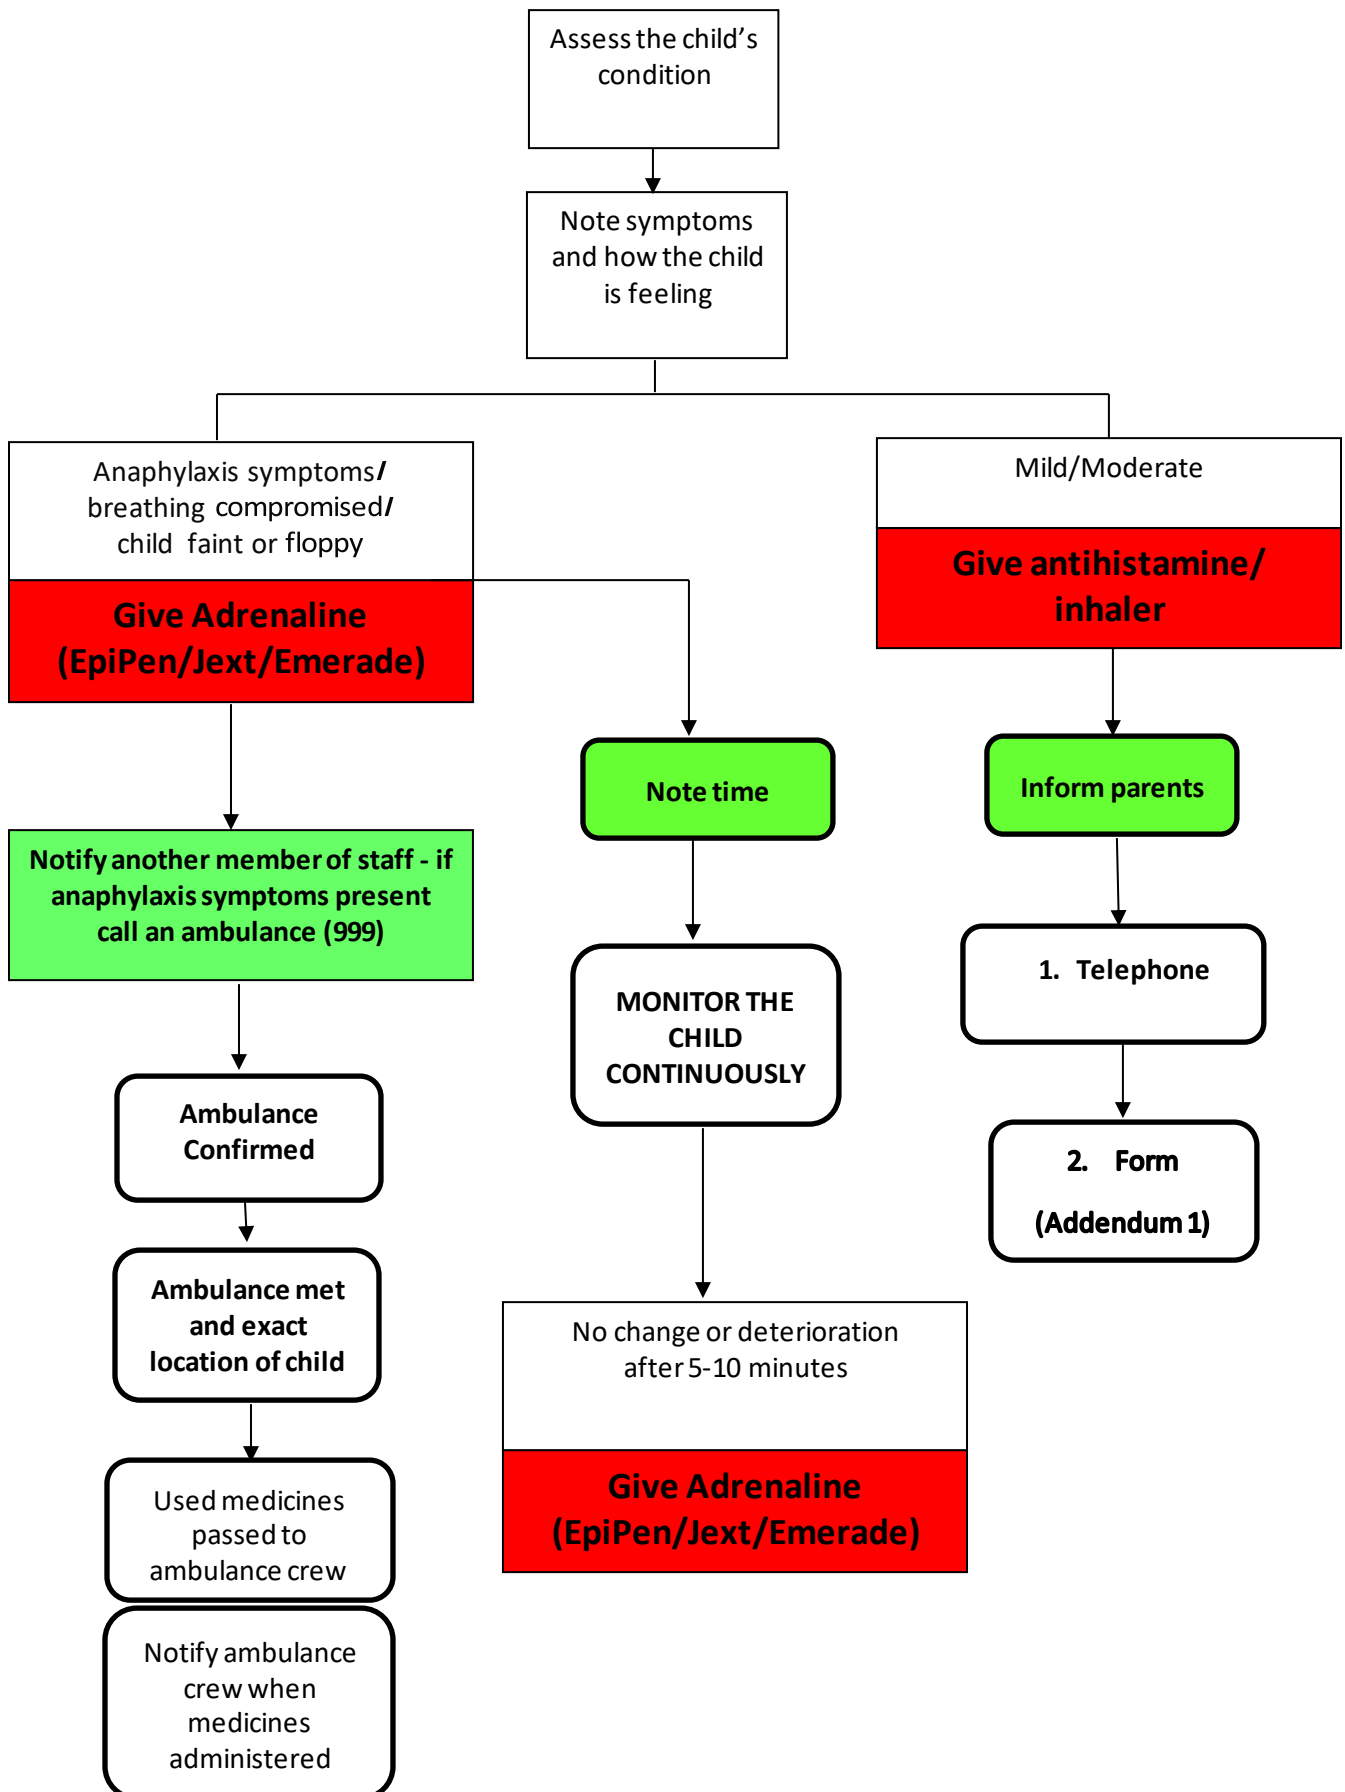 Assess the child’s
condition
Note symptoms
and how the child
is feeling
Anaphylaxis symptoms/
breathing compromised/
child faint or floppy
Give Adrenaline
(EpiPen/Jext/Emerade)
Mild/Moderate
Give antihistamine/
inhaler
Notify another member of staff - if
anaphylaxis symptoms present
call an ambulance (999)
Note time
Inform parents
Ambulance
Confirmed
MONITOR THE
CHILD
CONTINUOUSLY
1. Telephone
2. Form
(Addendum 1)
Ambulance met
and exact
location of child
No change or deterioration
after 5-10 minutes
Give Adrenaline
(EpiPen/Jext/Emerade)
Used medicines
passed to
ambulance crew
Notify ambulance
crew when
medicines
administered